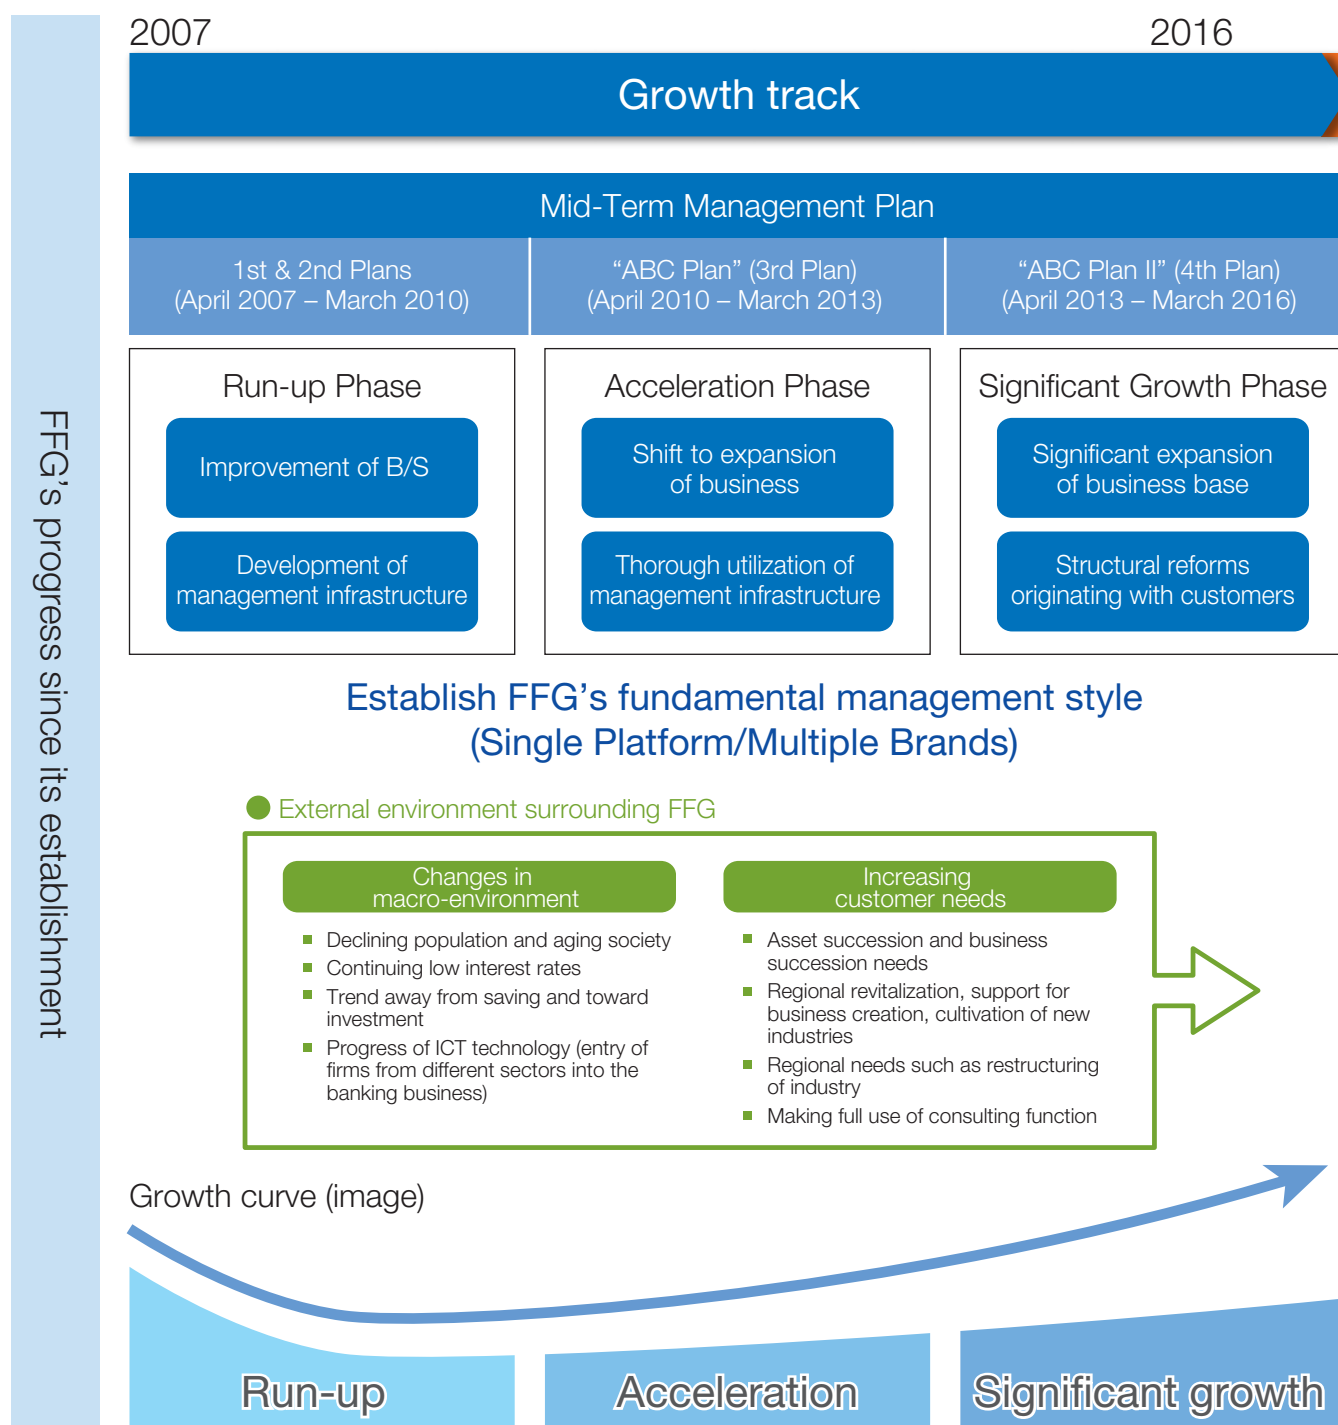 2007
2016
Growth track
Mid-Term Management Plan
1st & 2nd Plans
(April 2007 – March 2010)
“ABC Plan” (3rd Plan)
(April 2010 – March 2013)
“ABC Plan II” (4th Plan)
(April 2013 – March 2016)
Run-up Phase
Improvement of B/S
Development of
management infrastructure
Acceleration Phase
Shift to expansion
of business
Thorough utilization of
management infrastructure
Significant Growth Phase
Significant expansion
of business base
Structural reforms
originating with customers
FFG’s progress since its establishment
Establish FFG’s fundamental management style
(Single Platform/Multiple Brands)
External environment surrounding FFG
Changes in
macro-environment
Declining population and aging society
Continuing low interest rates
Trend away from saving and toward
investment
Progress of ICT technology (entry of
firms from different sectors into the
banking business)
Increasing
customer needs
Asset succession and business
succession needs
Regional revitalization, support for
business creation, cultivation of new
industries
Regional needs such as restructuring
of industry
Making full use of consulting function
Growth curve (image)
Run-up
Acceleration
Significant growth